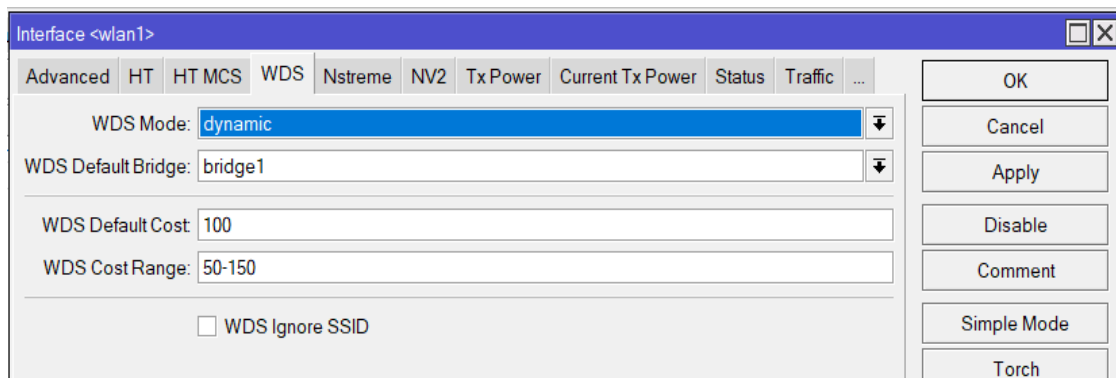 Interface <wlan1>
Advanced HT HT MCS WDS Nstreme NV2 Tx Power Current Tx Power Status Traffic ...
WDS Mode: dynamic
WDS Default Bridge: bridge1
WDS Default Cost: 100
WDS Cost Range: 50-150
WDS Ignore SSID
OK
Cancel
Apply
Disable
Comment
Simple Mode
Torch